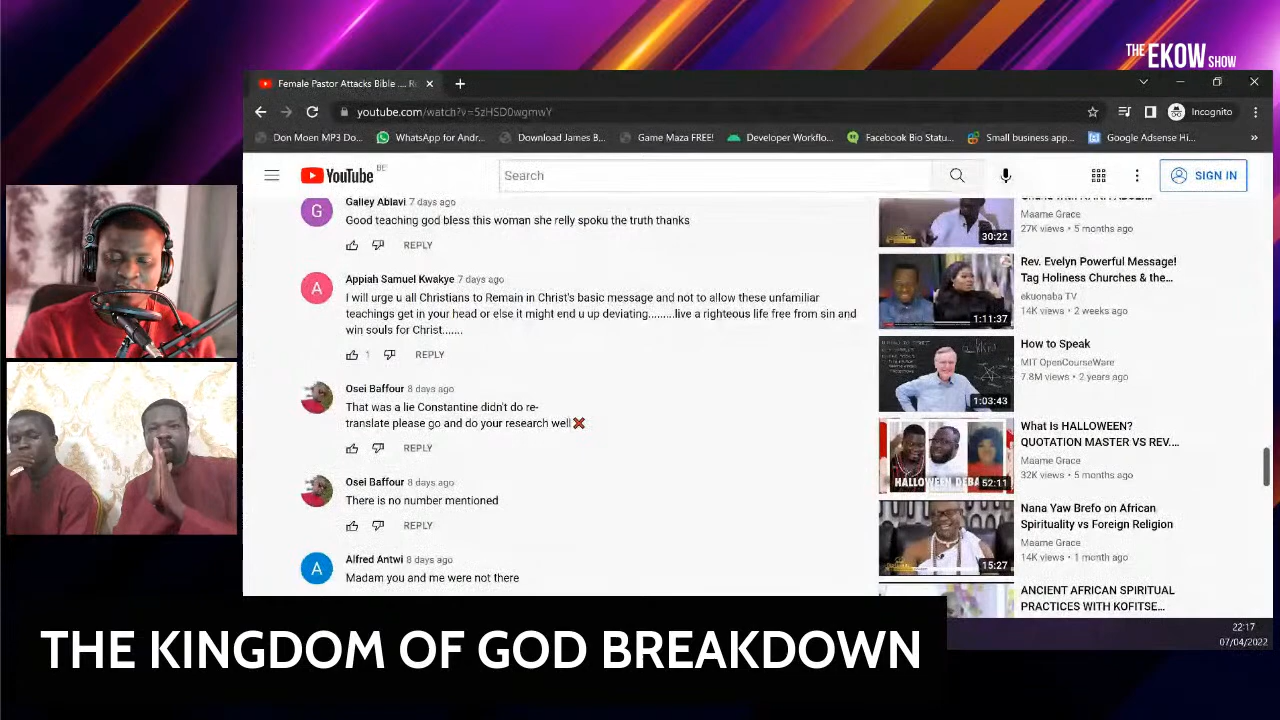 THE EKOW SHOW
Female Pastor Attacks Bible .... Re
youtube.com/watch?v=5zHSD0wgmwY
Incognito
Don Moen MP3 Do...
WhatsApp for Andr...
Download James B...
Game Maza FREE!
Developer Workflo...
Facebook Bio Statu...
Small business app...
Google Adsense Hi...
»
YouTube BE
Search
SIGN IN
G
Galley Ablavi 7 days ago
Good teaching god bless this woman she relly spoku the truth thanks
REPLY
A
Appiah Samuel Kwakye 7 days ago
I will urge u all Christians to Remain in Christ's basic message and not to allow these unfamiliar
teachings get in your head or else it might end u up deviating.........live a righteous life free from sin and
win souls for Christ.......
1
REPLY
Osei Baffour 8 days ago
That was a lie Constantine didn't do re-
translate please go and do your research well❌
REPLY
Osei Baffour 8 days ago
There is no number mentioned
REPLY
A
Alfred Antwi 8 days ago
Madam you and me were not there
30:22
Maame Grace
27K views • 5 months ago
1:11:37
Rev. Evelyn Powerful Message!
Tag Holiness Churches & the...
ekuonaba TV
14K views • 2 weeks ago
1:03:43
How to Speak
MIT OpenCourseWare
7.8M views • 2 years ago
HALLOWEEN DEBA
52:11
What Is HALLOWEEN?
QUOTATION MASTER VS REV....
Maame Grace
32K views • 5 months ago
15:27
Nana Yaw Brefo on African
Spirituality vs Foreign Religion
Maame Grace
14K views • 1 month ago
ANCIENT AFRICAN SPIRITUAL
PRACTICES WITH KOFITSE...
22:17
07/04/2022
THE KINGDOM OF GOD BREAKDOWN